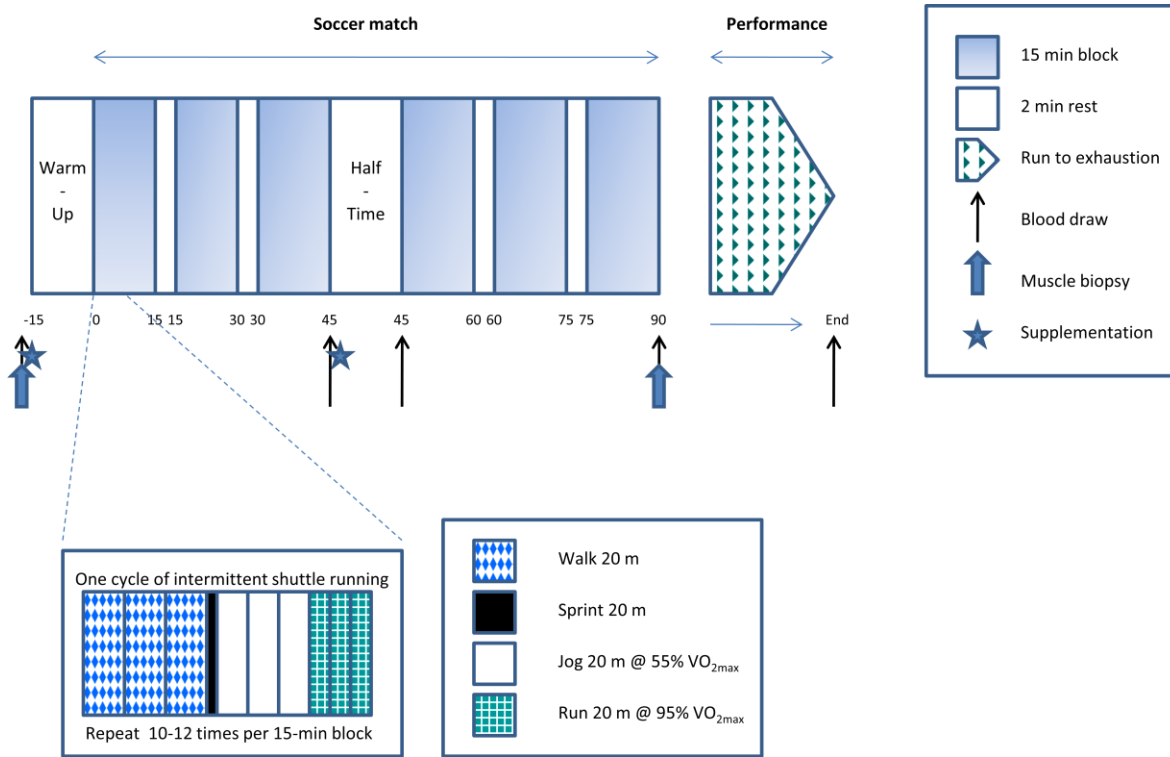 Soccer match
Performance
Warm
-
Up
Half
-
Time
-15
0
15 15
30 30
45
45
60 60
75 75
90
End
15 min block
2 min rest
Run to exhaustion
Blood draw
Muscle biopsy
Supplementation
One cycle of intermittent shuttle running
Repeat 10-12 times per 15-min block
Walk 20 m
Sprint 20 m
Jog 20 m @ 55% VO2max
Run 20 m @ 95% VO2max